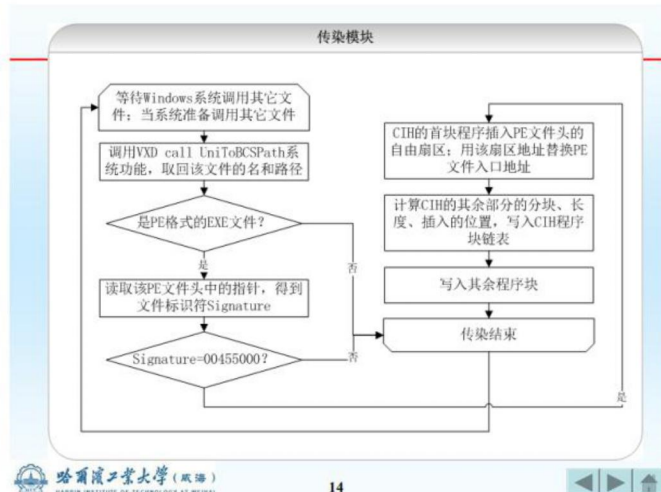 传染模块
等待Windows系统调用其它文
件；当系统准备调用其它文件
调用VXD call UniToBCSPath系
统功能，取回该文件的名和路径
是PE格式的EXE文件？
是
否
读取该PE文件头中的指针，得到
文件标识符Signature
Signature=00455000？
否
CIH的首块程序插入PE文件头的
自由扇区；用该扇区地址替换PE
文件入口地址
计算CIH的其余部分的分块、长
度、插入的位置，写入CIH程序
块链表
写入其余程序块
传染结束
是
哈尔滨工业大学（威海）
HARBIN INSTITUTE OF TECHNOLOGY AT WEIHAI
14